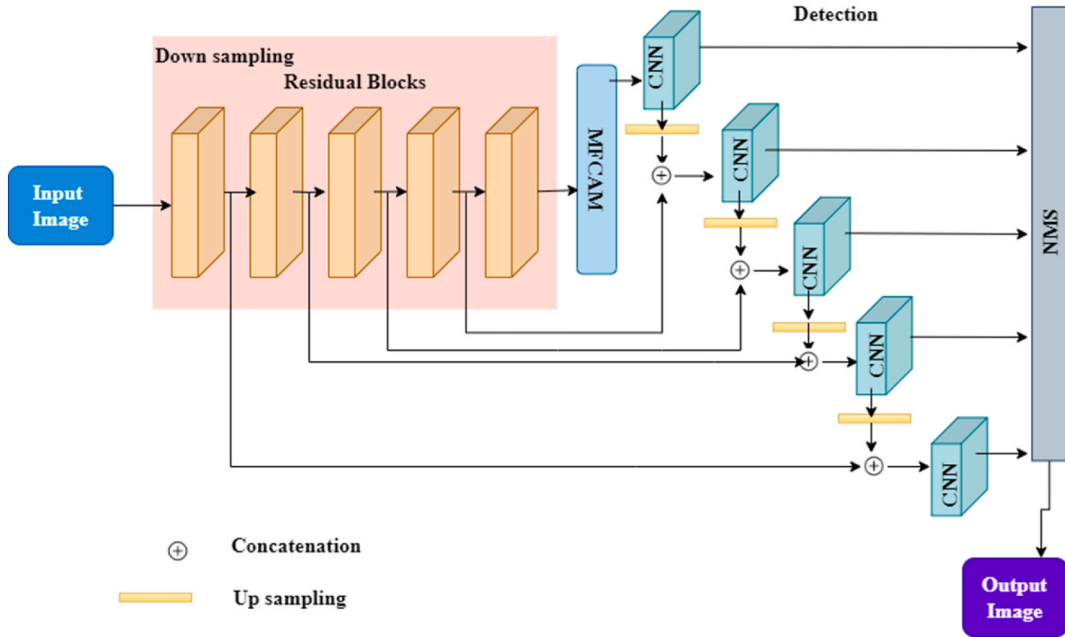 Detection
Down sampling
Residual Blocks
Input
Image
MFCAM
CNN
CNN
CNN
CNN
CNN
NMS
Concatenation
Up sampling
Output
Image